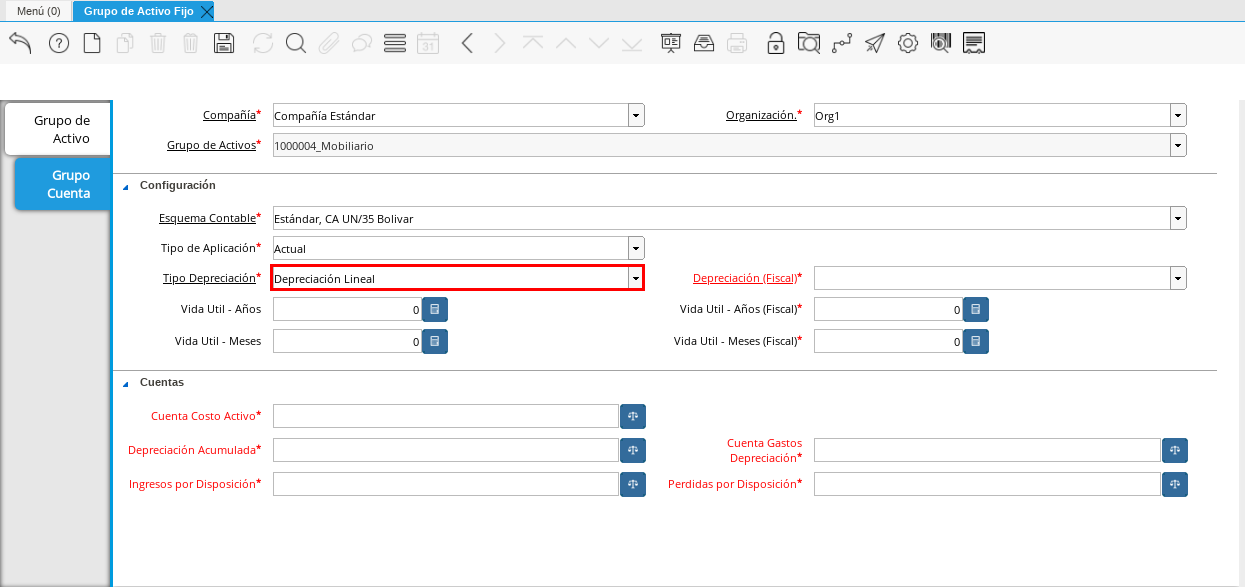 Menú (0)
Grupo de Activo Fijo
31
Grupo de
Activo
Grupo
Cuenta
Compañía* Compañía Estándar Organización.* Org1
Grupo de Activos* 1000004_Mobiliario
Configuración
Esquema Contable* Estándar, CA UN/35 Bolivar
Tipo de Aplicación* Actual
Tipo Depreciación* Depreciación Lineal Depreciación (Fiscal)*
Vida Util - Años 0 Vida Util - Años (Fiscal)* 0
Vida Util - Meses 0 Vida Util - Meses (Fiscal)* 0
Cuentas
Cuenta Costo Activo*
Depreciación Acumulada* Cuenta Gastos
Depreciación*
Ingresos por Disposición* Perdidas por Disposición*